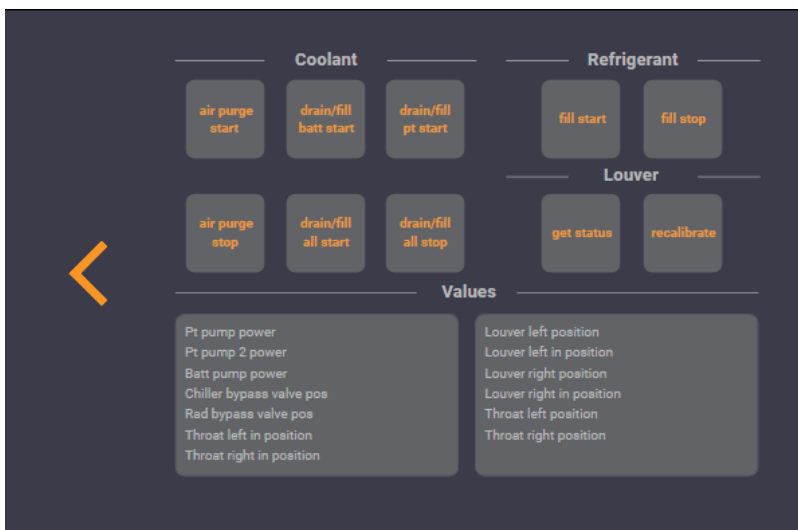 Coolant
Refrigerant
air purge
start
drain/fill
batt start
drain/fill
pt start
fill start
fill stop
Louver
air purge
stop
drain/fill
all start
drain/fill
all stop
get status
recalibrate
Values
Pt pump power
Pt pump 2 power
Batt pump power
Chiller bypass valve pos
Rad bypass valve pos
Throat left in position
Throat right in position
Louver left position
Louver left in position
Louver right position
Louver right in position
Throat left position
Throat right position